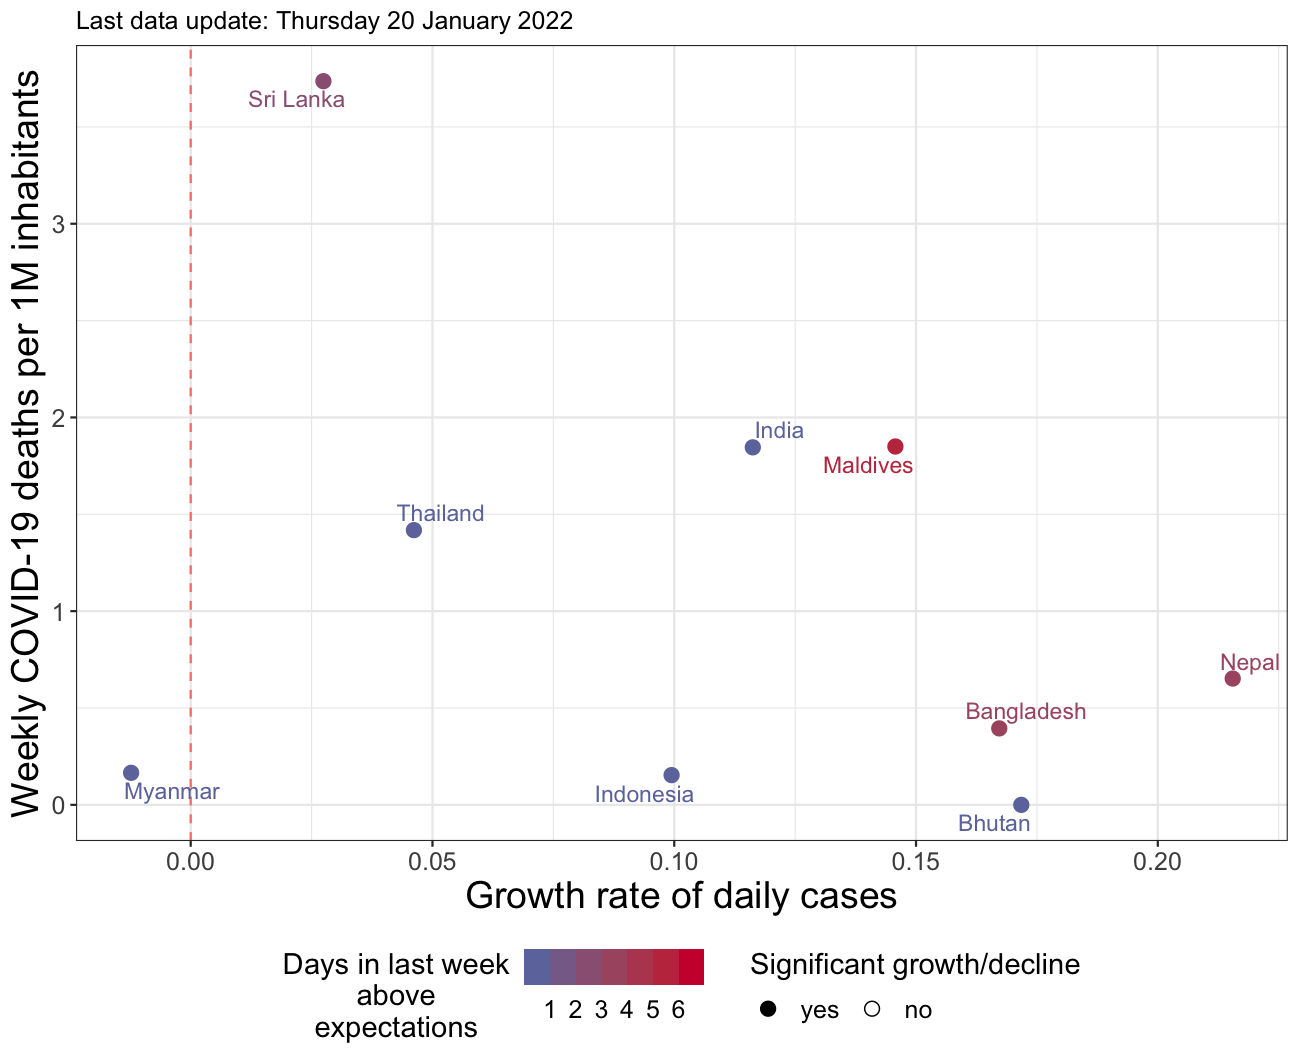 Last data update: Thursday 20 January 2022
Weekly COVID-19 deaths per 1M inhabitants
3
2
1
0
Sri Lanka
India
Maldives
Thailand
Nepal
Bangladesh
Myanmar
Indonesia
Bhutan
0.00 0.05 0.10 0.15 0.20
Growth rate of daily cases
Days in last week
above
expectations
1 2 3 4 5 6
Significant growth/decline
yes no